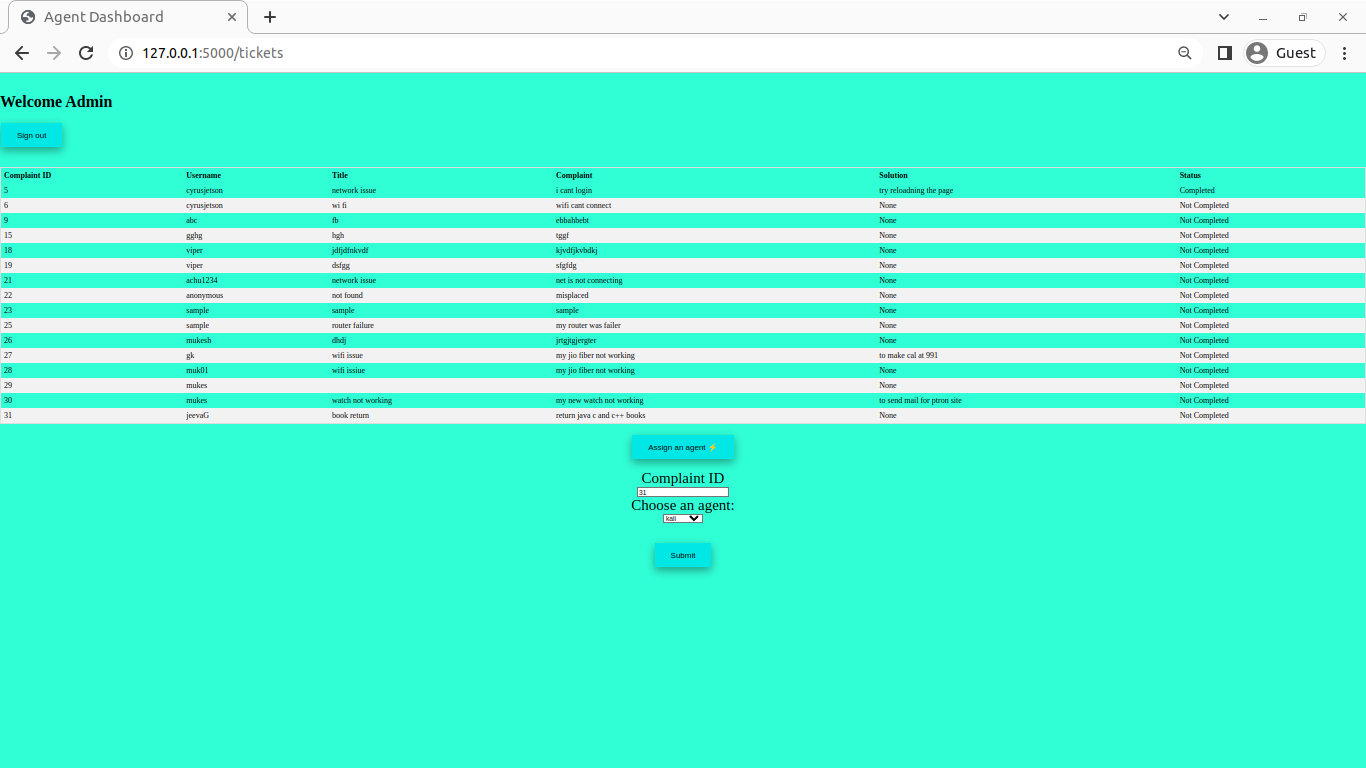 Agent Dashboard
127.0.0.1:5000/tickets
Guest
Welcome Admin
Sign out
Complaint ID Username Title Complaint Solution Status
5 cyrusjetson network issue i cant login try reloadning the page Completed
6 cyrusjetson wi fi wifi cant connect None Not Completed
9 abc fb ebbahbebt None Not Completed
15 gghg hgh tggf None Not Completed
18 viper jdfjdfnkvdf kjvdfjkvbdkj None Not Completed
19 viper dsfgg sfgfdg None Not Completed
21 achu1234 network issue net is not connecting None Not Completed
22 anonymous not found misplaced None Not Completed
23 sample sample sample None Not Completed
25 sample router failure my router was failer None Not Completed
26 mukesh dhdj jrtgjtgjergter None Not Completed
27 gk wifi issue my jio fiber not working to make cal at 991 Not Completed
28 muk01 wifi issiue my jio fiber not working None Not Completed
29 mukes None Not Completed
30 mukes watch not working my new watch not working to send mail for ptron site Not Completed
31 jeevaG book return return java c and c++ books None Not Completed
Assign an agent ⚡
Complaint ID
31
Choose an agent:
kali
Submit